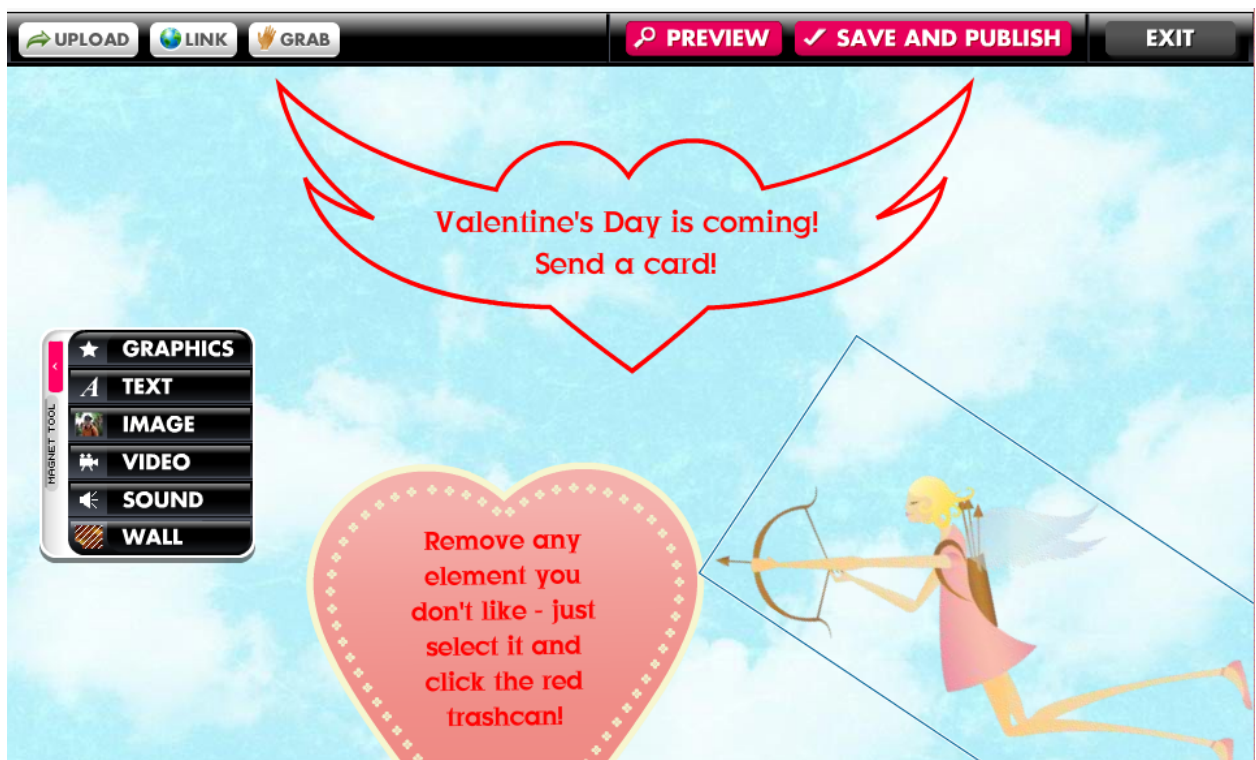 UPLOAD LINK GRAB PREVIEW SAVE AND PUBLISH EXIT
Valentine's Day is coming!
Send a card!
GRAPHICS
TEXT
IMAGE
VIDEO
SOUND
WALL
MAGNET TOOL
Remove any
element you
don't like - just
select it and
click the red
trashcan!